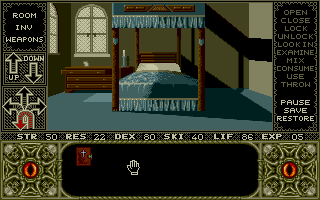 ROOM
INV
WEAPONS
UP
DOWN
OPEN
CLOSE
LOCK
UNLOCK
LOOK IN
EXAMINE
MIX
CONSUME
USE
THROW
PAUSE
SAVE
RESTORE
STR 50 RES 22 DEX 80 SKI 40 LIF 86 EXP 05